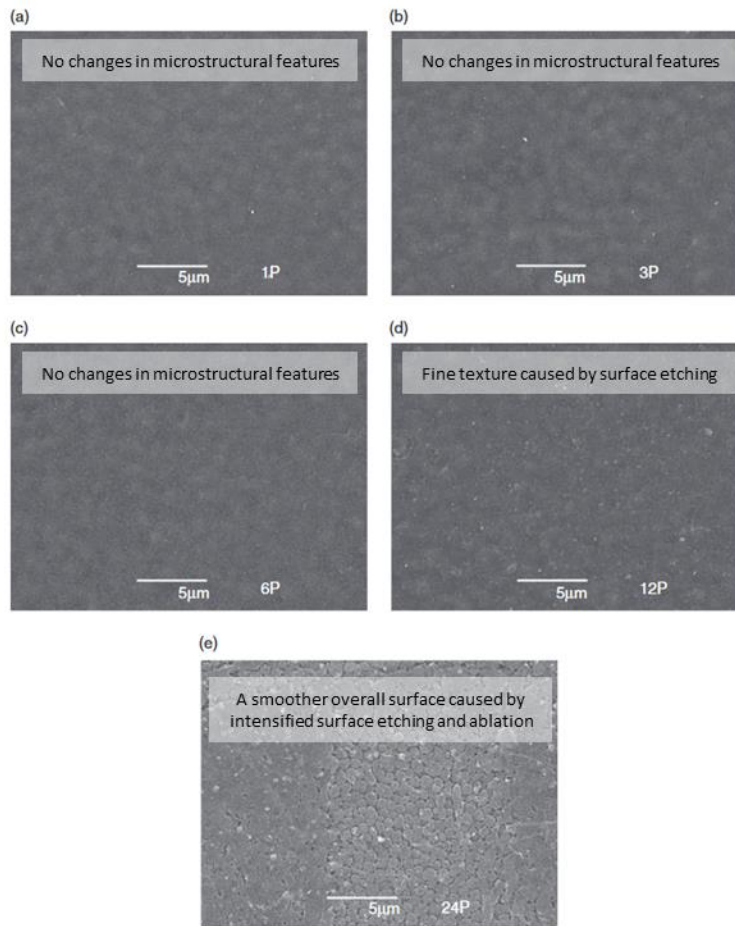 (a)
No changes in microstructural features
5μm
1P
(b)
No changes in microstructural features
5μm
3P
(c)
No changes in microstructural features
5μm
6P
(d)
Fine texture caused by surface etching
5μm
12P
(e)
A smoother overall surface caused by
intensified surface etching and ablation
5μm
24P